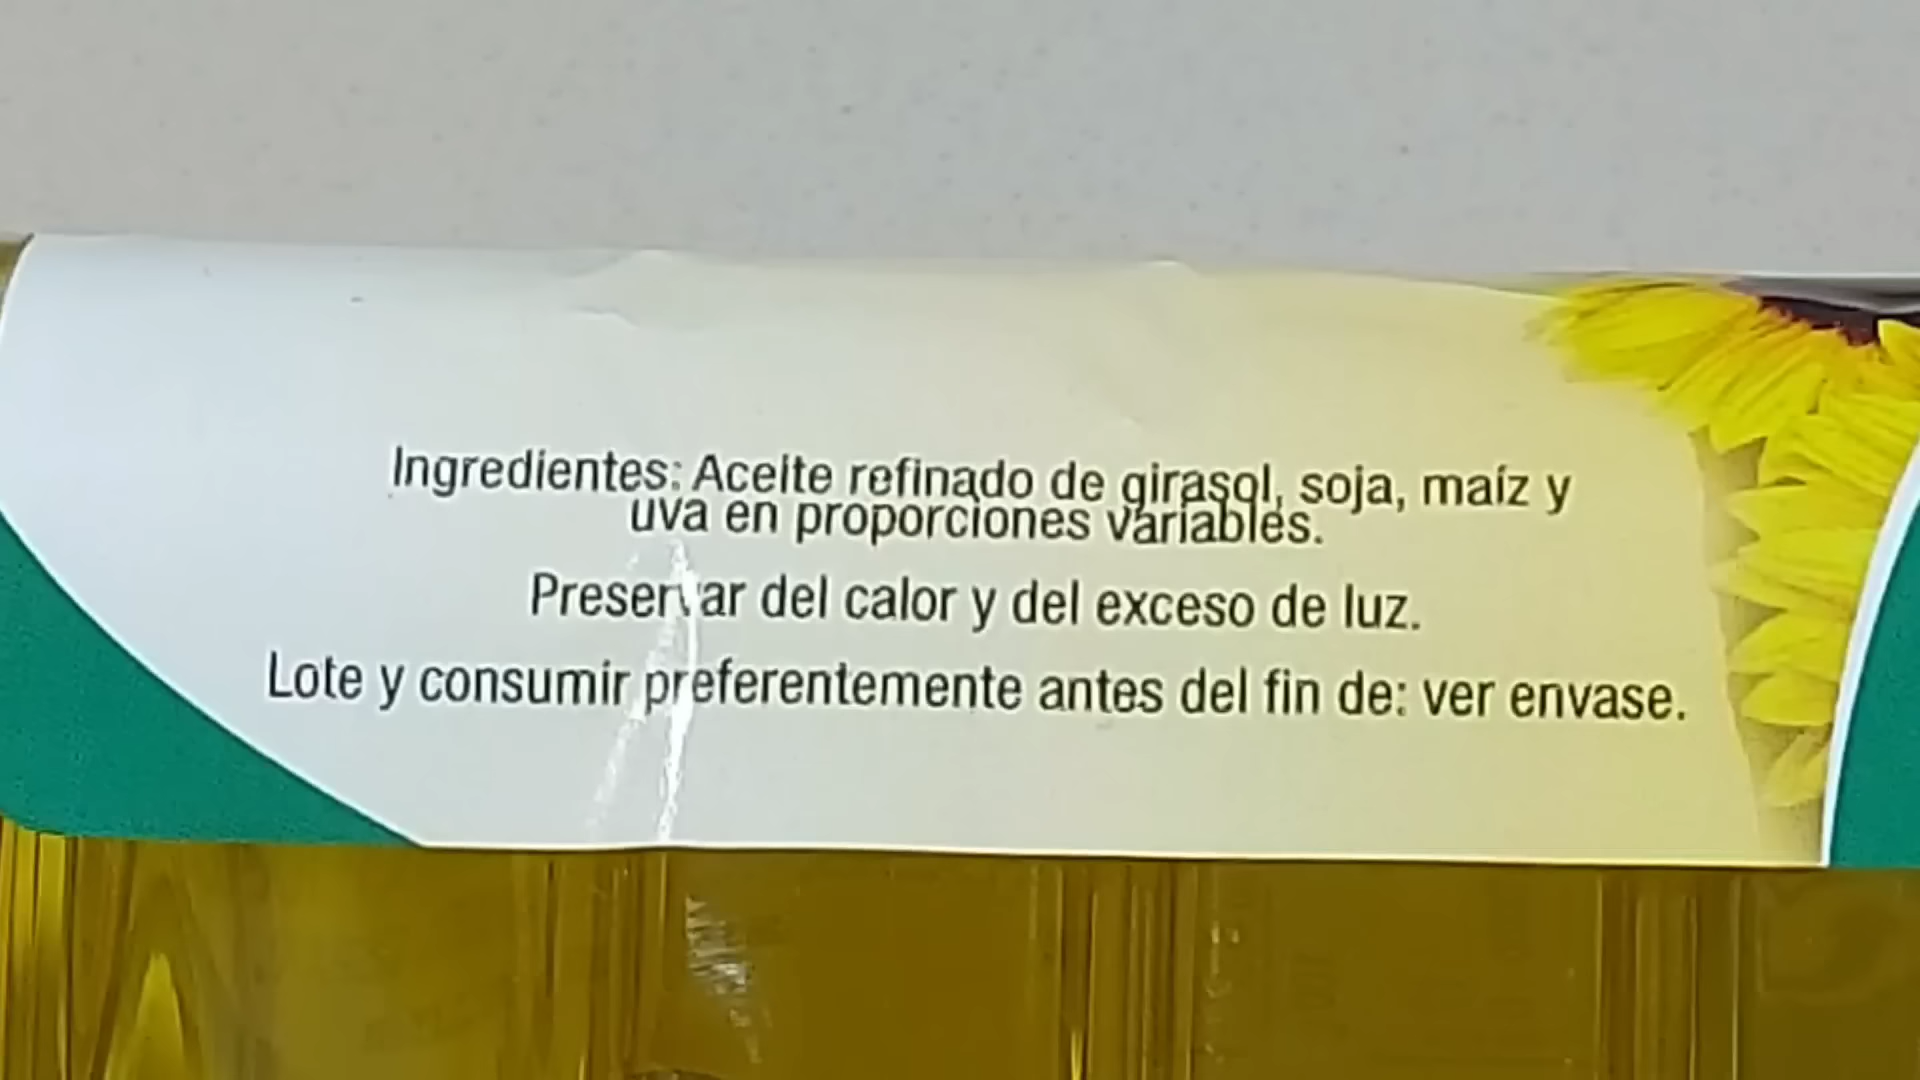 Ingredientes: Aceite refinado de girasol, soja, maíz y
uva en proporciones variables.
Preservar del calor y del exceso de luz.
Lote y consumir preferentemente antes del fin de: ver envase.